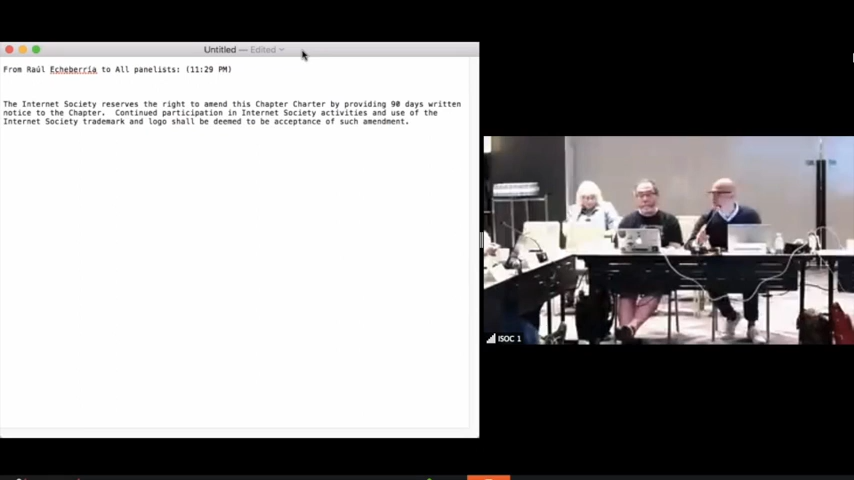 Untitled — Edited
From Raúl Echeberría to All panelists: (11:29 PM)
The Internet Society reserves the right to amend this Chapter Charter by providing 90 days written
notice to the Chapter.  Continued participation in Internet Society activities and use of the
Internet Society trademark and logo shall be deemed to be acceptance of such amendment.
ISOC 1